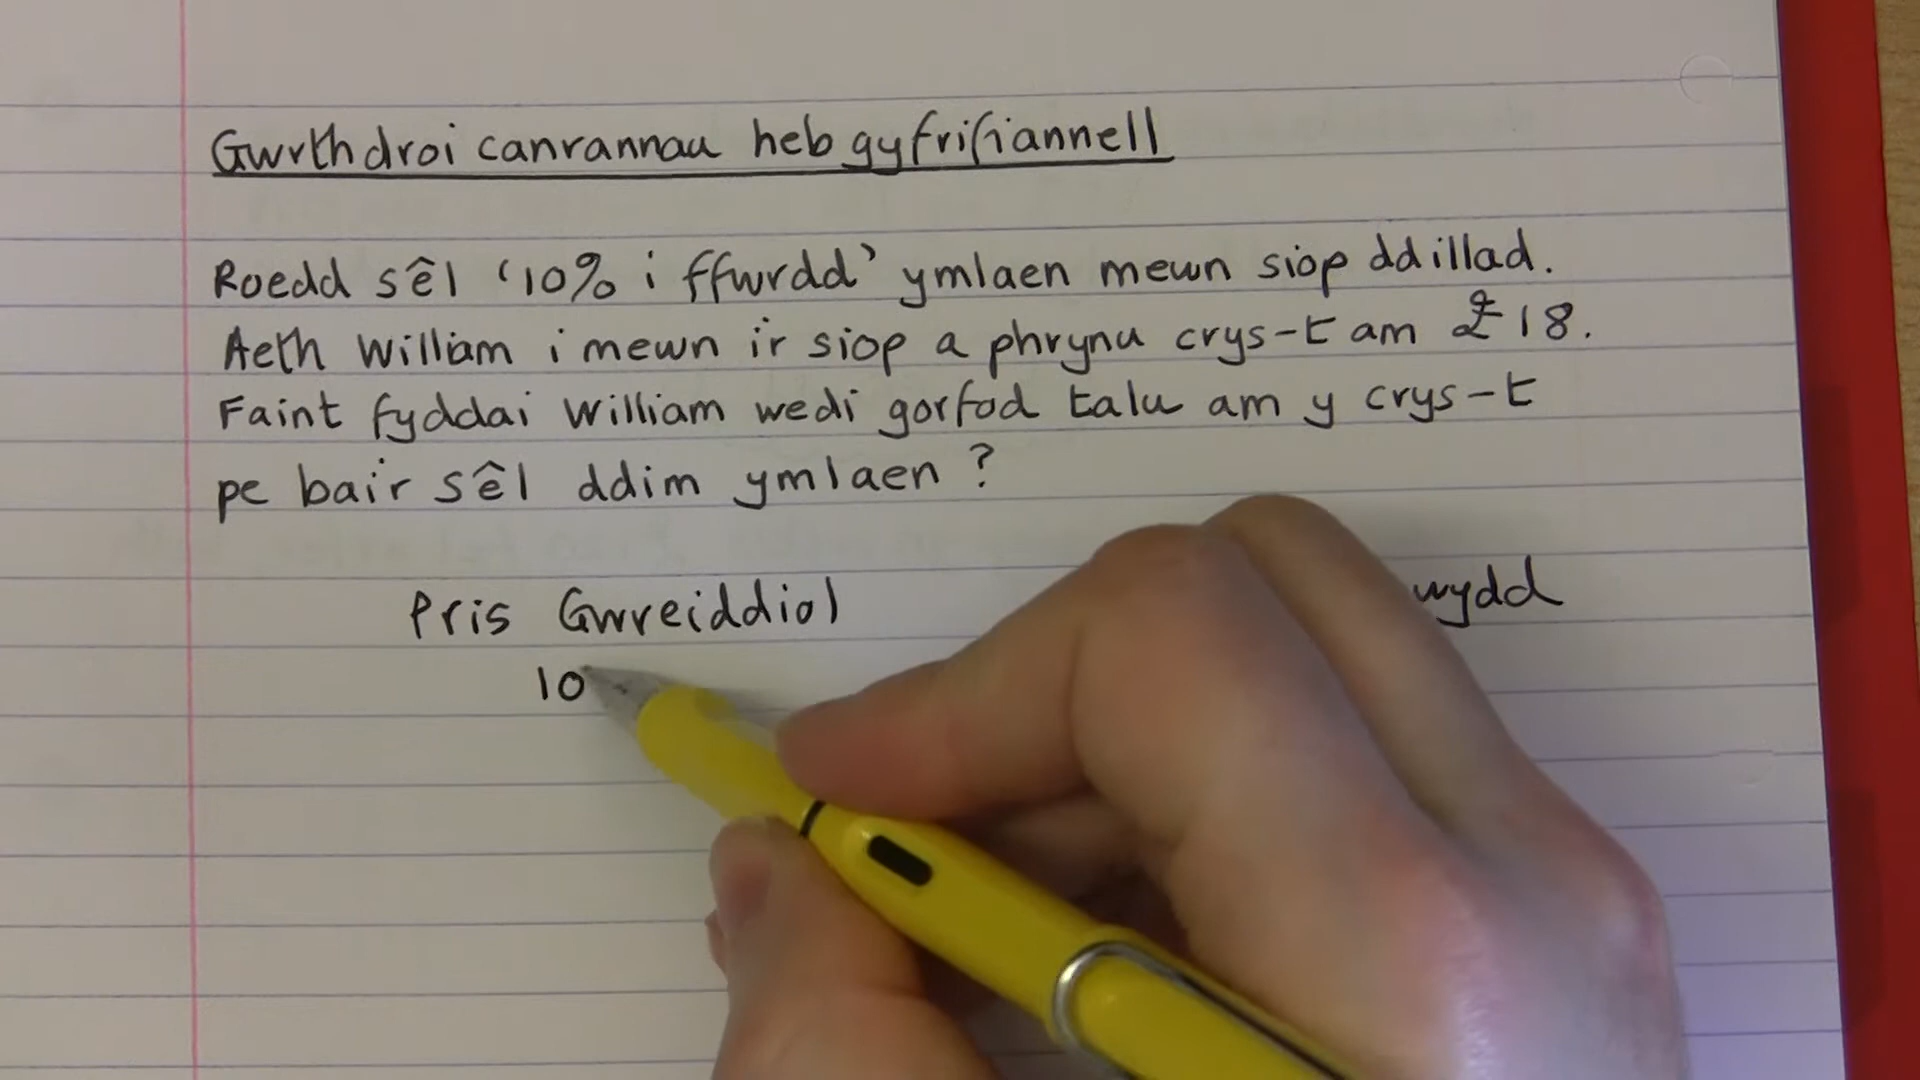 Gwrthdroi canrannau heb gyfrifiannell
Roedd sêl '10% i ffwrdd' ymlaen mewn siop ddillad.
Aeth William i mewn i'r siop a phrynu crys-t am £18.
Faint fyddai William wedi gorfod talu am y crys-t
pe bai'r sêl ddim ymlaen?
Pris Gwreiddiol
10